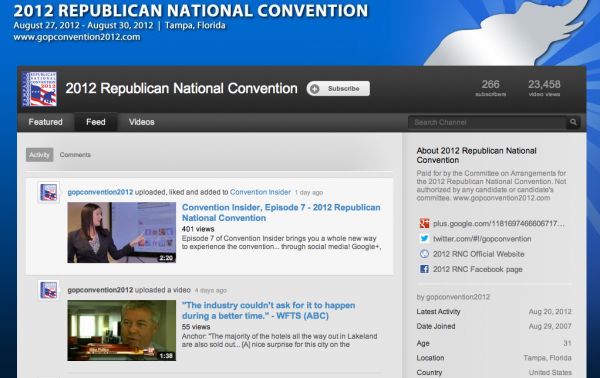 2012 REPUBLICAN NATIONAL CONVENTION
August 27, 2012 - August 30, 2012 | Tampa, Florida
www.gopconvention2012.com
2012 Republican National Convention
Subscribe
266
subscribers
23,458
video views
Featured
Feed
Videos
Search Channel
Activity
Comments
gopconvention2012 uploaded, liked and added to Convention Insider 1 day ago
Convention Insider, Episode 7 - 2012 Republican
National Convention
401 views
Episode 7 of Convention Insider brings you a whole new way
to experience the convention... through social media! Google+,
2:20
gopconvention2012 uploaded a video 4 days ago
"The industry couldn't ask for it to happen
during a better time." - WFTS (ABC)
55 views
Anchor: "The majority of the hotels all the way out in Lakeland
are also sold out... [A] nice surprise for this city on the
1:38
About 2012 Republican National
Convention
Paid for by the Committee on Arrangements for
the 2012 Republican National Convention. Not
authorized by any candidate or candidate's
committee. www.gopconvention2012.com
plus.google.com/1181697466606717...
twitter.com/#!/gopconvention
2012 RNC Official Website
2012 RNC Facebook page
by gopconvention2012
Latest Activity Aug 20, 2012
Date Joined Aug 29, 2007
Age 31
Location Tampa, Florida
Country United States